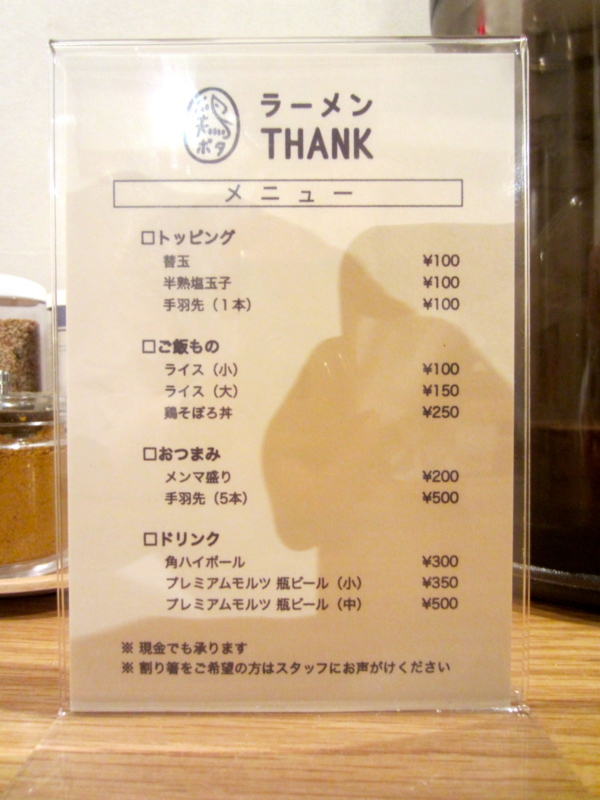 鶏ポタ
ラーメン
THANK
メニュー
□トッピング
替玉 ¥100
半熟塩玉子 ¥100
手羽先（1本） ¥100
□ご飯もの
ライス（小） ¥100
ライス（大） ¥150
鶏そぼろ丼 ¥250
□おつまみ
メンマ盛り ¥200
手羽先（5本） ¥500
□ドリンク
角ハイボール ¥300
プレミアムモルツ 瓶ビール（小） ¥350
プレミアムモルツ 瓶ビール（中） ¥500
※ 現金でも承ります
※ 割り箸をご希望の方はスタッフにお声がけください